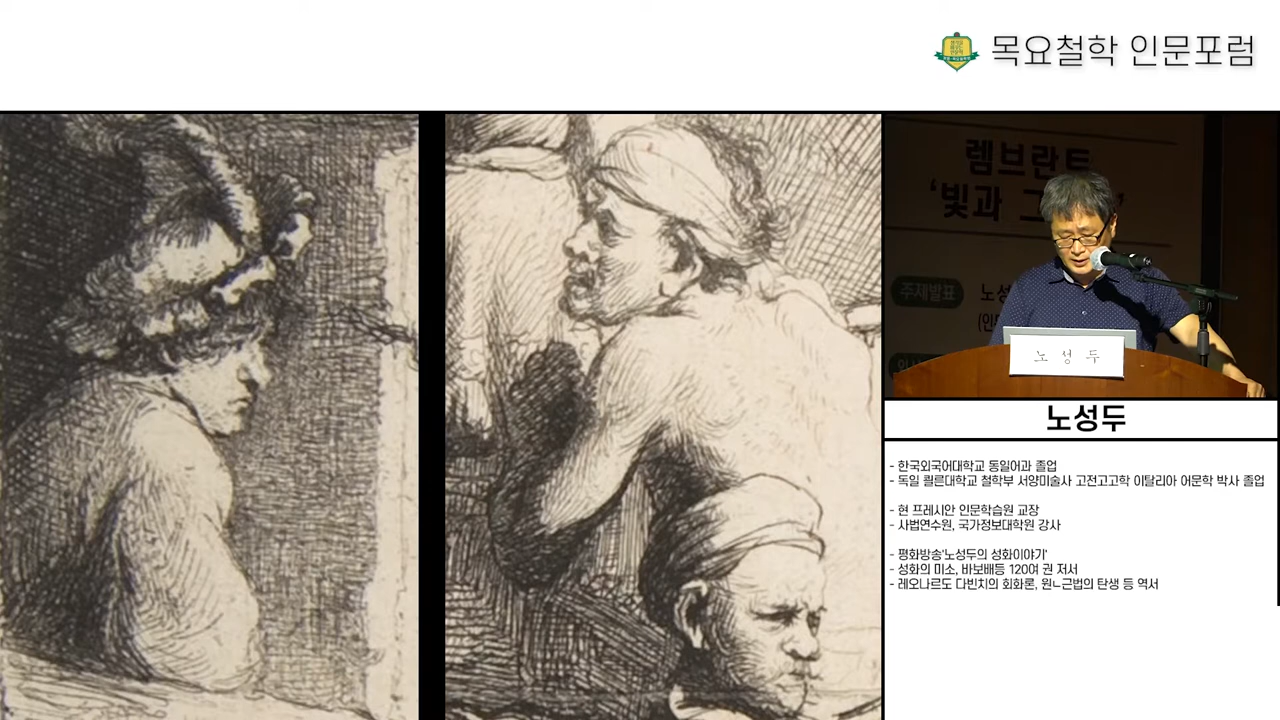 목요철학 인문포럼
렘브란트
'빛과 그
주제발표 노성
노 성 두
노성두
- 한국외국어대학교 동일어과 졸업
- 독일 쾰른대학교 철학부 서양미술사 고전고고학 이탈리아 어문학 박사 졸업
- 현 프레시안 인문학습원 교장
- 사법연수원, 국가정보대학원 강사
- 평화방송'노성두의 성화이야기'
- 성화의 미소, 바보배등 120여 권 저서
- 레오나르도 다빈치의 회화론, 원ㄴ근법의 탄생 등 역서